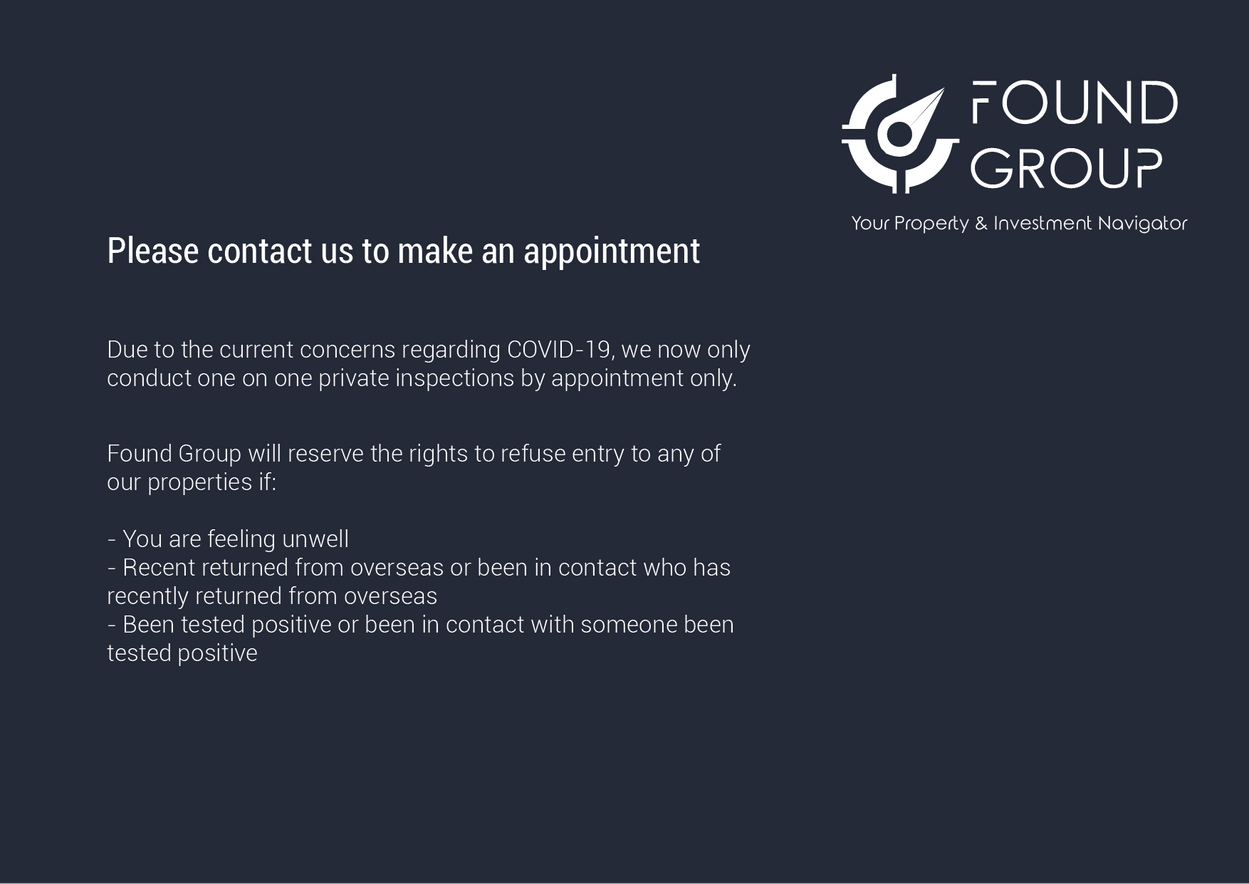 FOUND
GROUP
Your Property & Investment Navigator
Please contact us to make an appointment
Due to the current concerns regarding COVID-19, we now only
conduct one on one private inspections by appointment only.
Found Group will reserve the rights to refuse entry to any of
our properties if:
- You are feeling unwell
- Recent returned from overseas or been in contact who has
recently returned from overseas
- Been tested positive or been in contact with someone been
tested positive